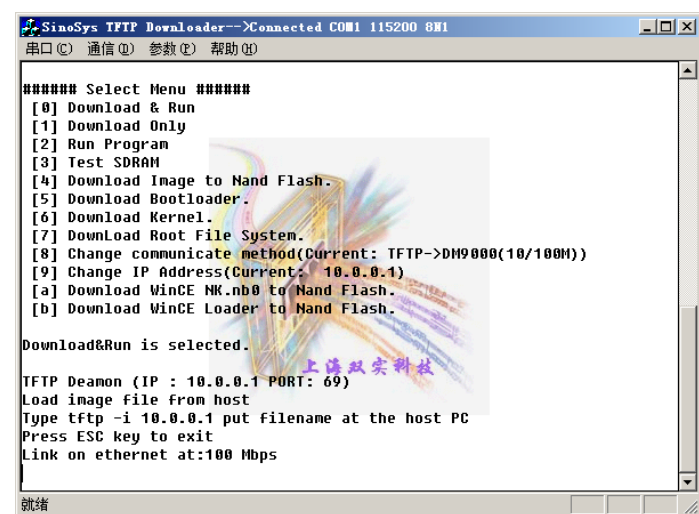 SinoSys TFTP Downloader-->Connected COM1 115200 8N1
串口(C) 通信(D) 参数(P) 帮助(H)
###### Select Menu ######
[0] Download & Run
[1] Download Only
[2] Run Program
[3] Test SDRAM
[4] Download Image to Nand Flash.
[5] Download Bootloader.
[6] Download Kernel.
[7] DownLoad Root File System.
[8] Change communicate method(Current: TFTP->DM9000(10/100M))
[9] Change IP Address(Current: 10.0.0.1)
[a] Download WinCE NK.nb0 to Nand Flash.
[b] Download WinCE Loader to Nand Flash.
Download&Run is selected.
上海双实科技
TFTP Deamon (IP : 10.0.0.1 PORT: 69)
Load image file from host
Type tftp -i 10.0.0.1 put filename at the host PC
Press ESC key to exit
Link on ethernet at:100 Mbps
就绪